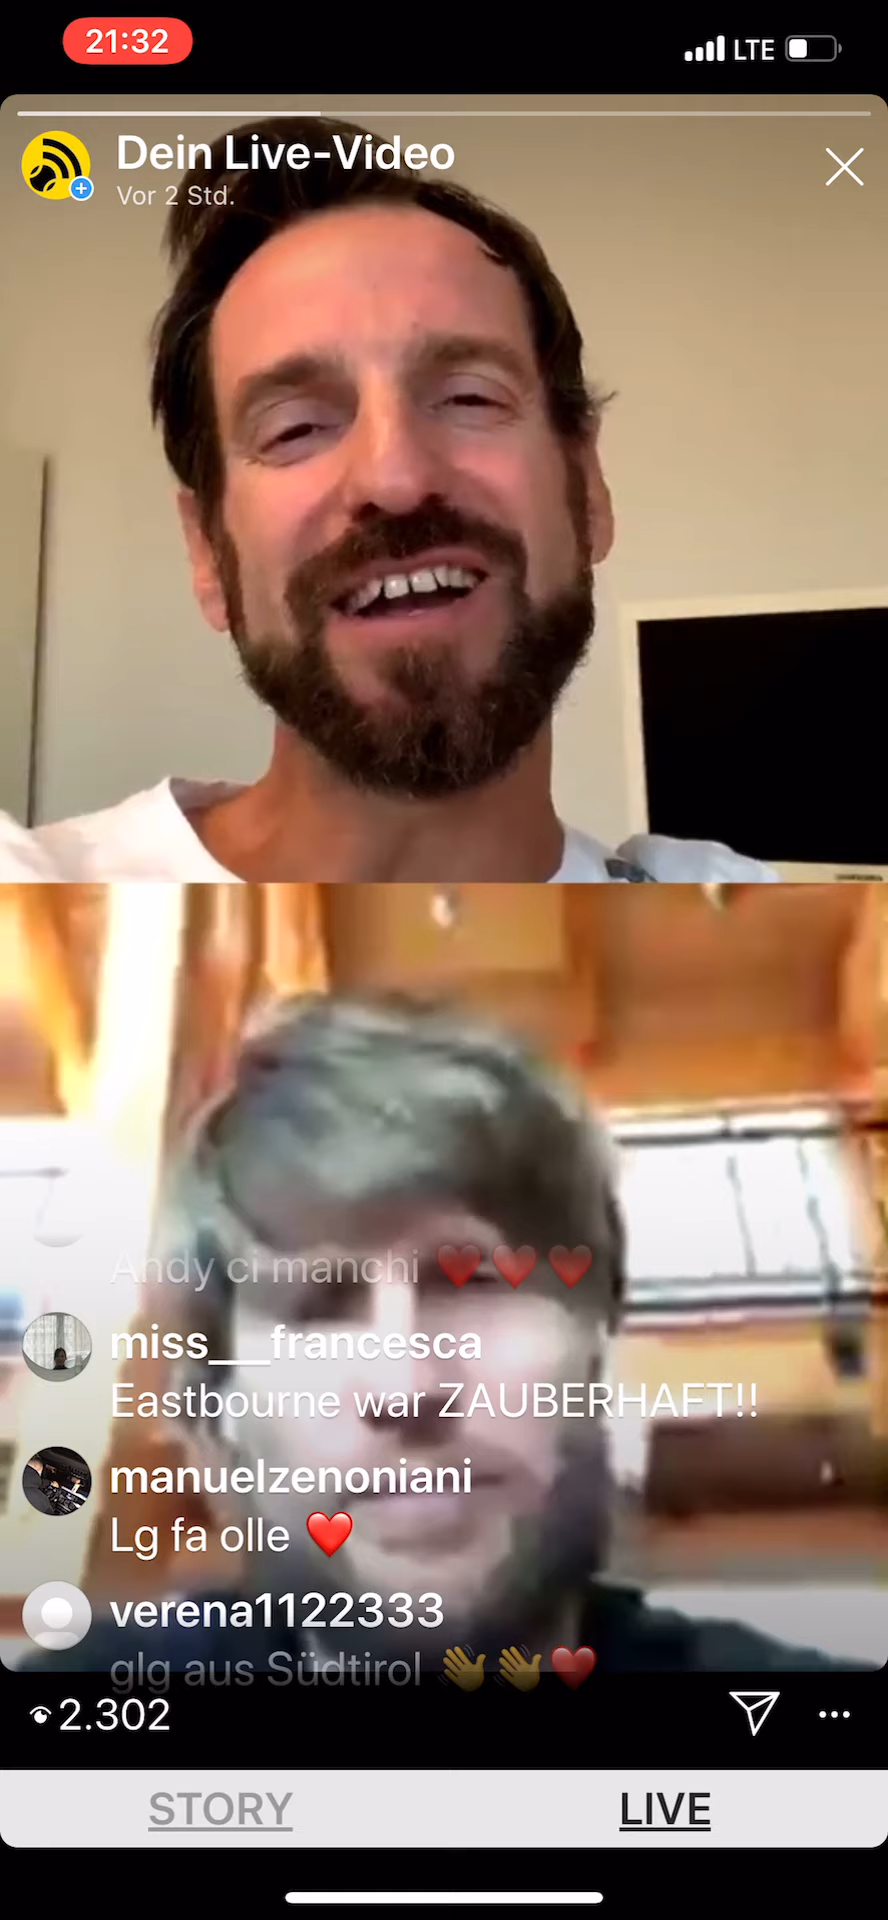 21:32
LTE
Dein Live-Video
Vor 2 Std.
Andy ci manchi ❤️❤️❤️
miss___francesca
Eastbourne war ZAUBERHAFT!!
manuelzenoniani
Lg fa olle ❤️
verena1122333
glg aus Südtirol 👋👋❤️
2.302
STORY
LIVE